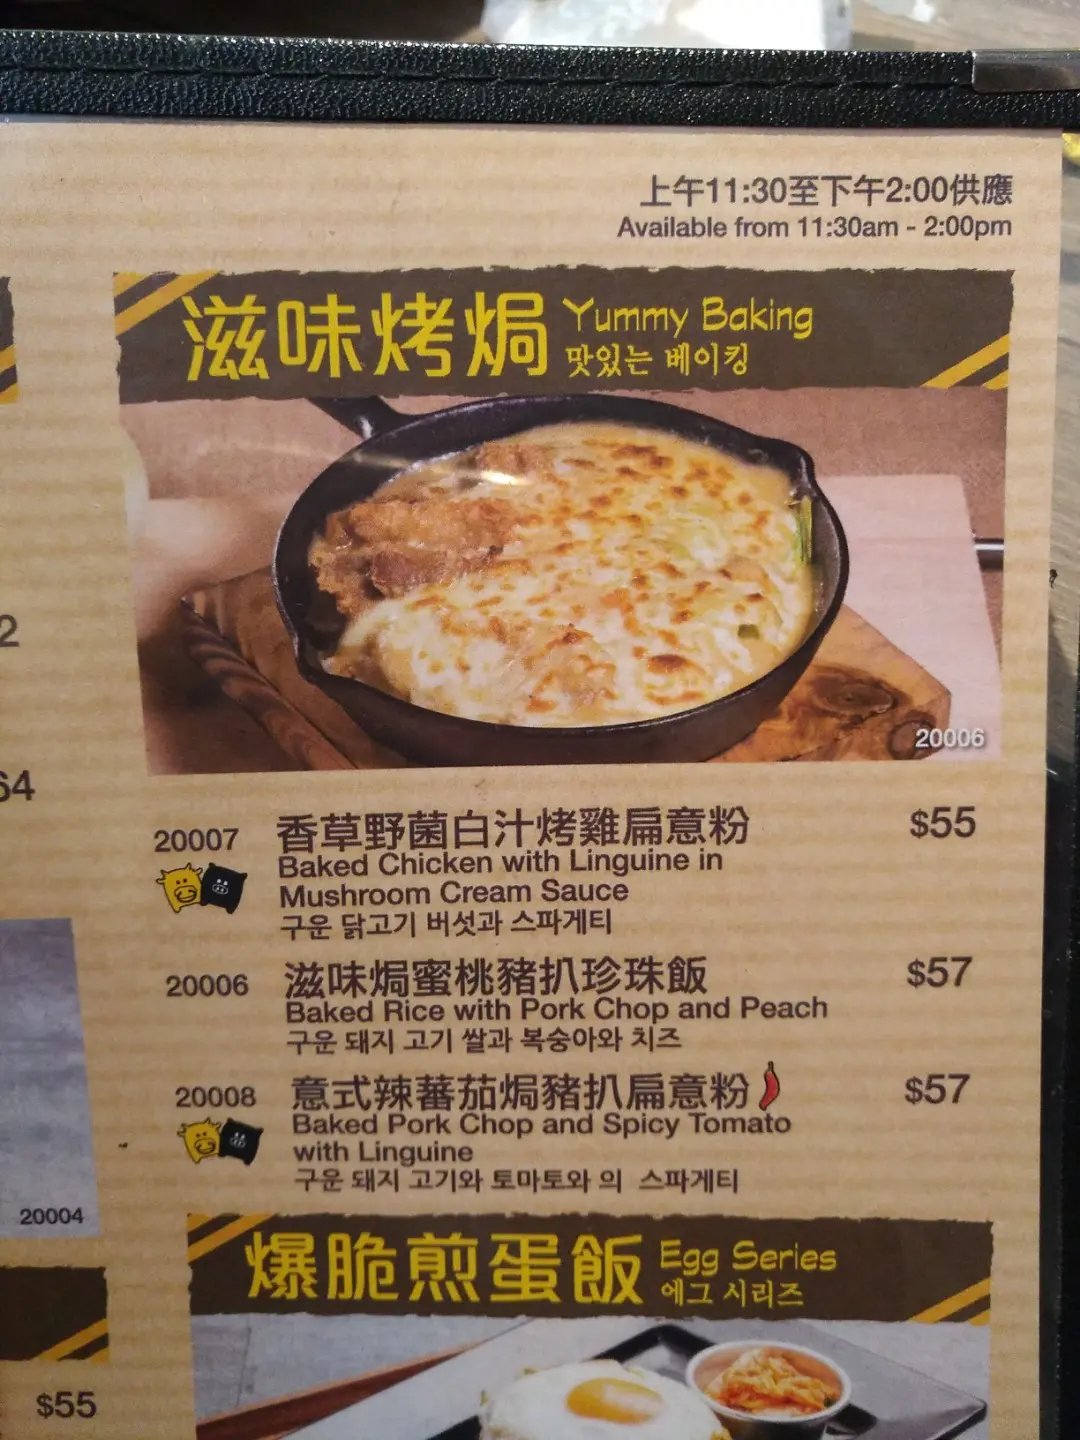 上午11:30至下午2:00供應
Available from 11:30am - 2:00pm
滋味烤焗
Yummy Baking
맛있는 베이킹
20006
20007
香草野菌白汁烤雞扁意粉
$55
Baked Chicken with Linguine in
Mushroom Cream Sauce
구운 닭고기 버섯과 스파게티
20006
滋味焗蜜桃豬扒珍珠飯
$57
Baked Rice with Pork Chop and Peach
구운 돼지 고기 쌀과 복숭아와 치즈
20008
意式辣蕃茄焗豬扒扁意粉
$57
Baked Pork Chop and Spicy Tomato
with Linguine
구운 돼지 고기와 토마토와 의 스파게티
爆脆煎蛋飯
Egg Series
에그 시리즈
20004
$55